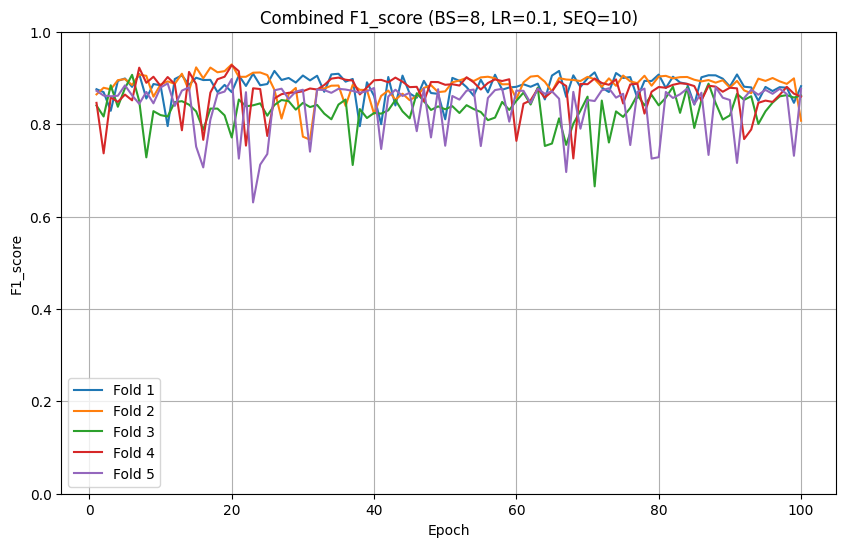 Combined F1_score (BS=8, LR=0.1, SEQ=10)
F1_score
1.0
0.8
0.6
0.4
0.2
0.0
Fold 1
Fold 2
Fold 3
Fold 4
Fold 5
0 20 40 60 80 100
Epoch